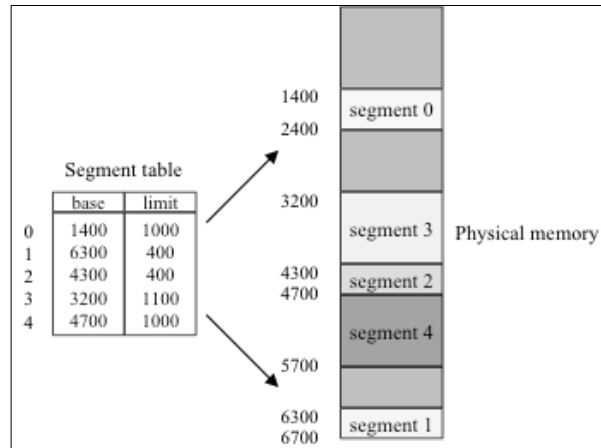 Segment table
base limit
0 1400 1000
1 6300 400
2 4300 400
3 3200 1100
4 4700 1000
1400
segment 0
2400
3200
segment 3
Physical memory
4300
segment 2
4700
segment 4
5700
6300
segment 1
6700